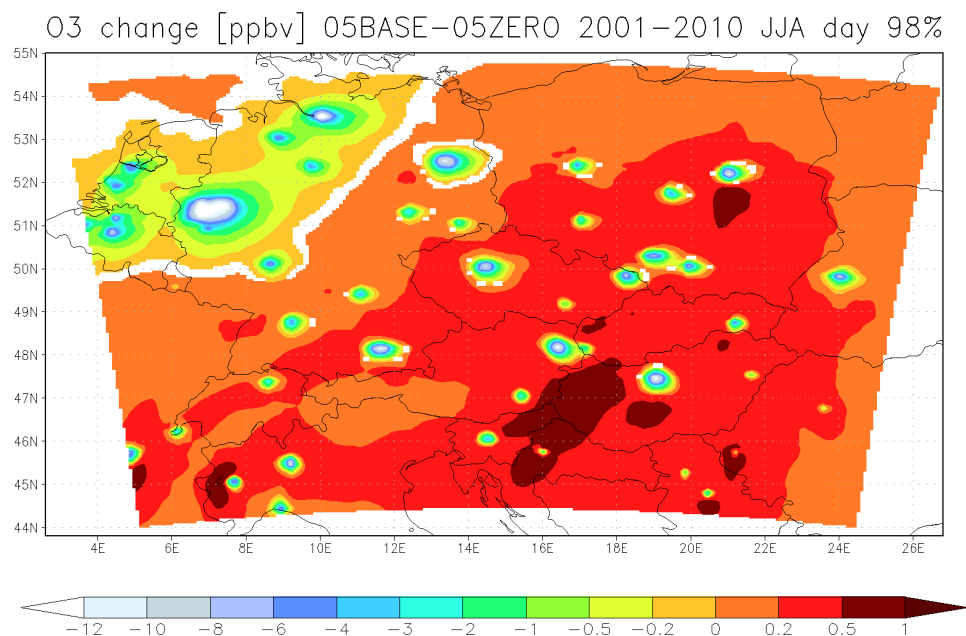 O3 change [ppbv] 05BASE−05ZERO 2001−2010 JJA day 98%
55N
54N
53N
52N
51N
50N
49N
48N
47N
46N
45N
44N
4E 6E 8E 10E 12E 14E 16E 18E 20E 22E 24E 26E
−12 −10 −8 −6 −4 −3 −2 −1 −0.5 −0.2 0 0.2 0.5 1